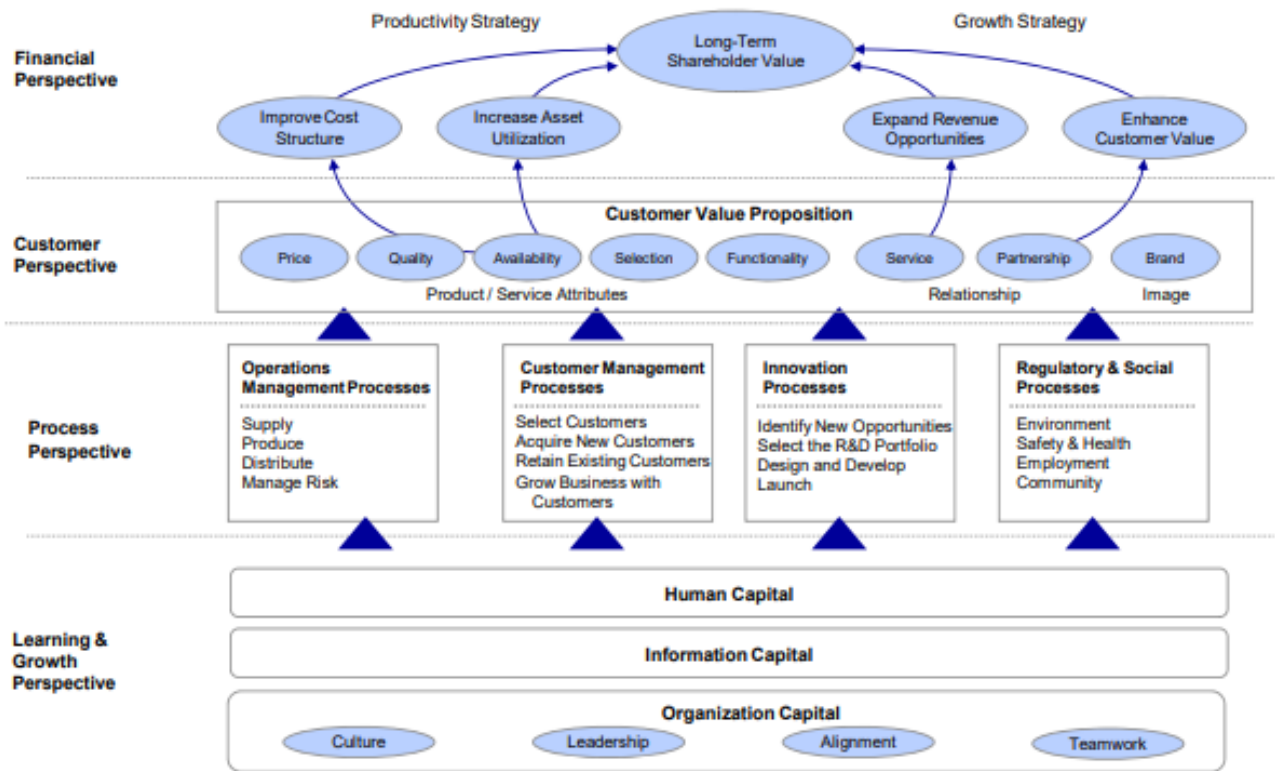 Productivity Strategy
Growth Strategy
Financial
Perspective
Long-Term
Shareholder Value
Improve Cost
Structure
Increase Asset
Utilization
Expand Revenue
Opportunities
Enhance
Customer Value
Customer
Perspective
Customer Value Proposition
Price
Quality
Availability
Selection
Functionality
Service
Partnership
Brand
Product / Service Attributes
Relationship
Image
Process
Perspective
Operations
Management Processes
Supply
Produce
Distribute
Manage Risk
Customer Management
Processes
Select Customers
Acquire New Customers
Retain Existing Customers
Grow Business with
Customers
Innovation
Processes
Identify New Opportunities
Select the R&D Portfolio
Design and Develop
Launch
Regulatory & Social
Processes
Environment
Safety & Health
Employment
Community
Learning &
Growth
Perspective
Human Capital
Information Capital
Organization Capital
Culture
Leadership
Alignment
Teamwork